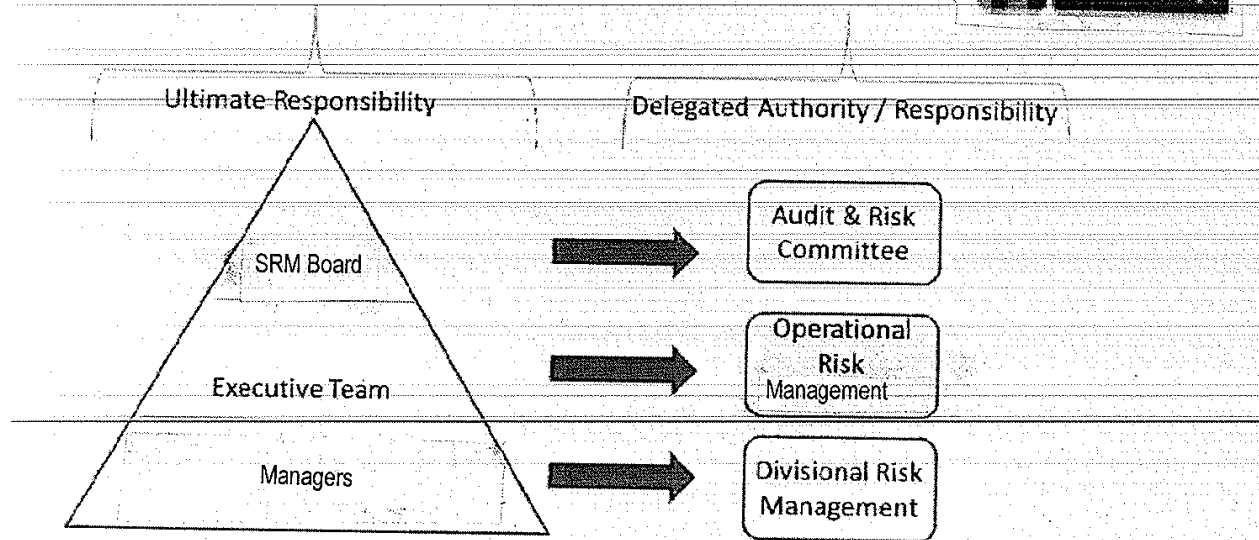 Ultimate Responsibility
Delegated Authority / Responsibility
SRM Board
Audit & Risk
Committee
Executive Team
Operational
Risk
Management
Managers
Divisional Risk
Management